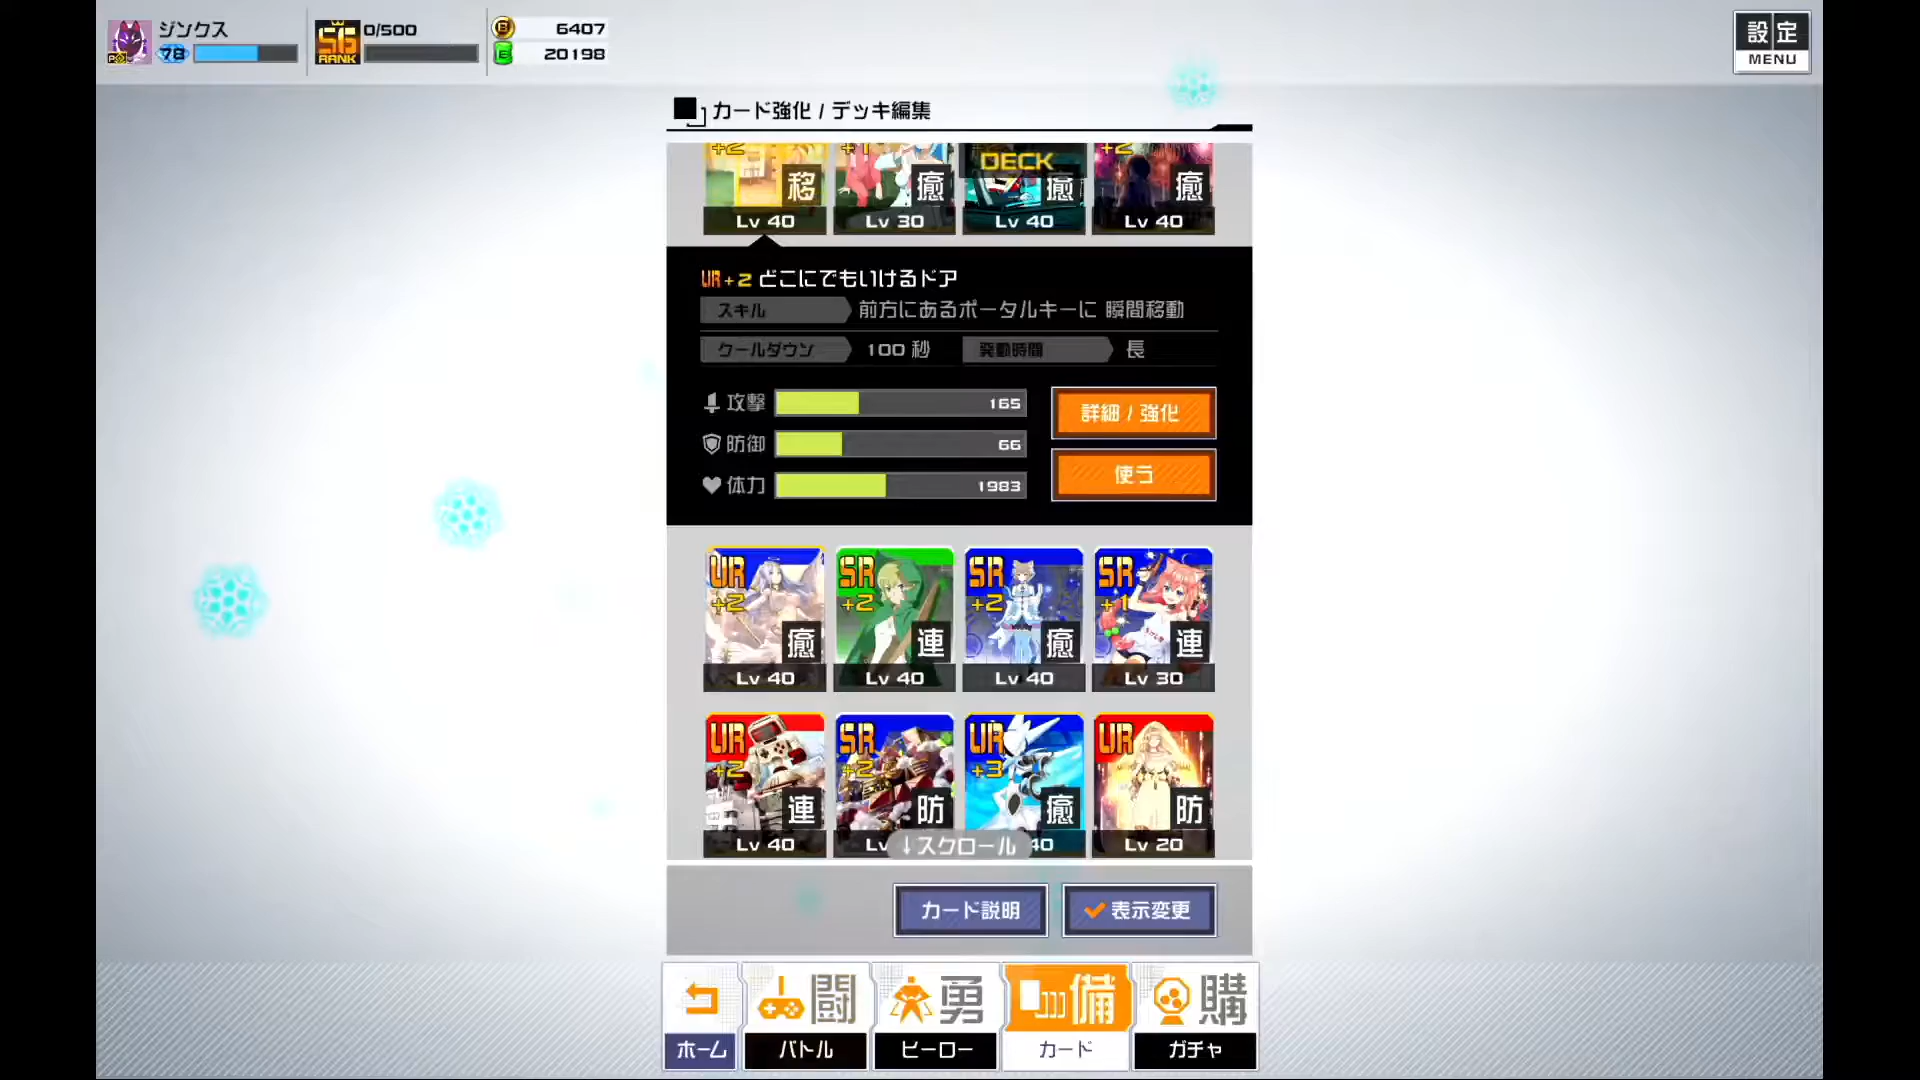 ジンクス
78
S6 RANK
0/500
6407
20198
設定
MENU
カード強化 / デッキ編集
+2 移 Lv 40
+1 癒 Lv 30
DECK 癒 Lv 40
+2 癒 Lv 40
UR+2 どこにでもいけるドア
スキル 前方にあるポータルキーに 瞬間移動
クールダウン 100 秒 発動時間 長
攻撃 165
詳細 / 強化
防御 66
使う
体力 1983
UR +2 癒 Lv 40
SR +2 連 Lv 40
SR +2 癒 Lv 40
SR +1 連 Lv 30
UR +2 連 Lv 40
SR +2 防 Lv
UR +3 癒 40
UR 防 Lv 20
↓スクロール
カード説明
表示変更
ホーム
闘 バトル
勇 ヒーロー
備 カード
購 ガチャ